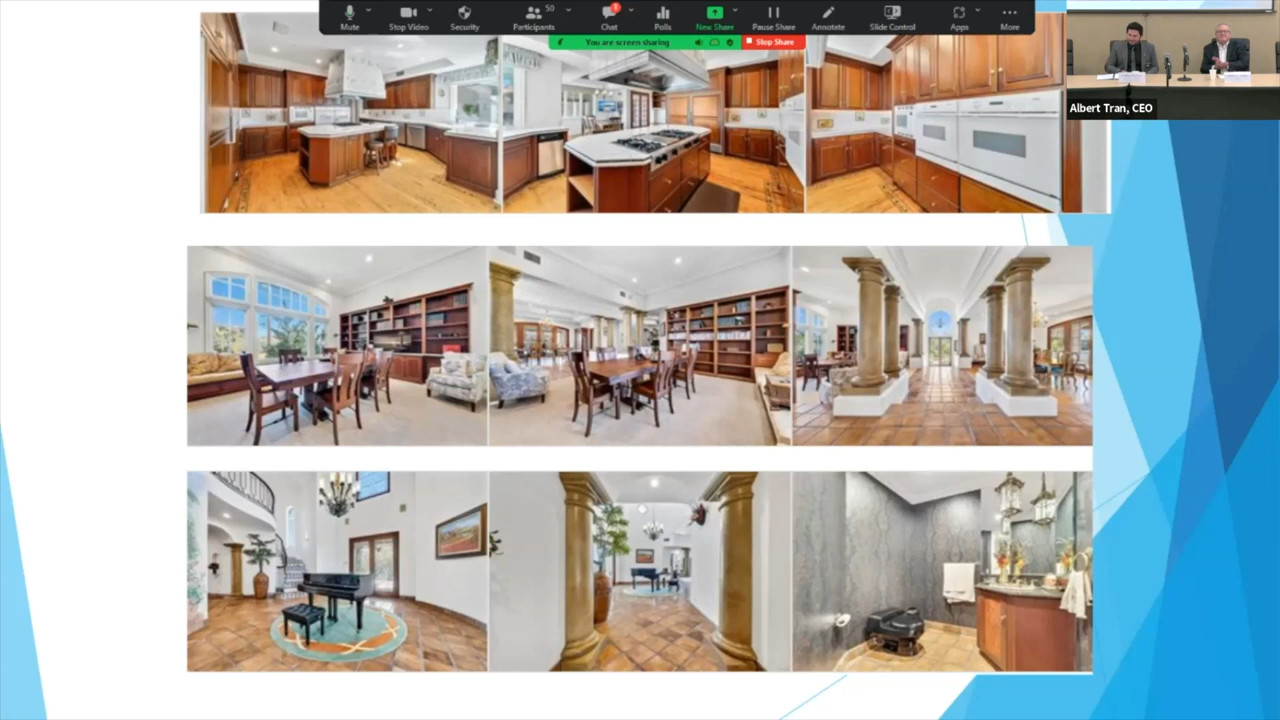 50
3
Mute
Stop Video
Security
Participants
Chat
Polls
New Share
Pause Share
Annotate
Slide Control
Apps
More
You are screen sharing
Stop Share
Albert Tran, CEO